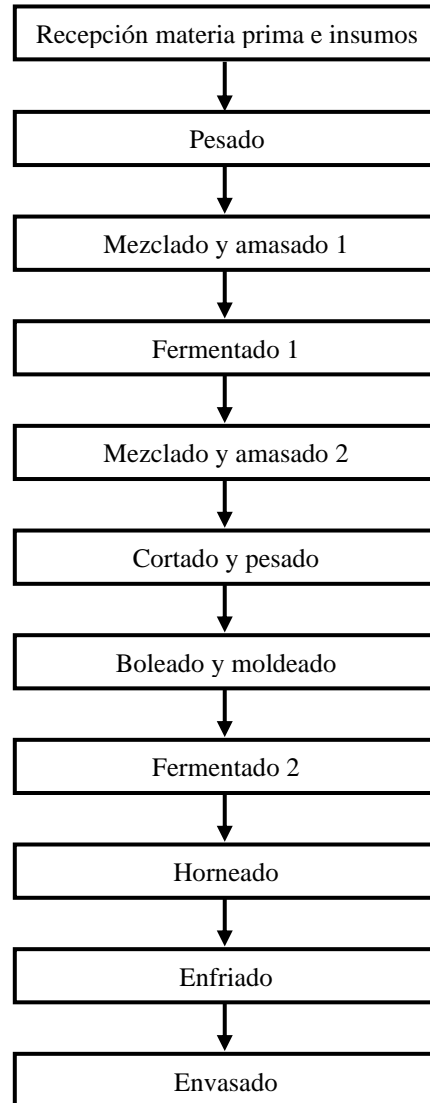 Recepción materia prima e insumos
Pesado
Mezclado y amasado 1
Fermentado 1
Mezclado y amasado 2
Cortado y pesado
Boleado y moldeado
Fermentado 2
Horneado
Enfriado
Envasado